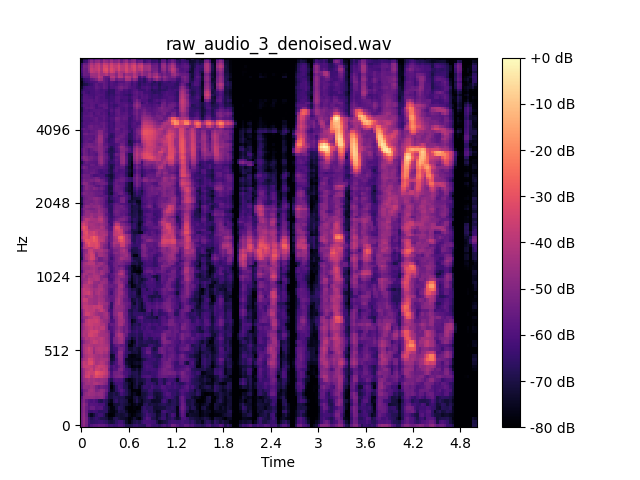 raw_audio_3_denoised.wav
Hz
4096
2048
1024
512
0
0 0.6 1.2 1.8 2.4 3 3.6 4.2 4.8
Time
+0 dB
-10 dB
-20 dB
-30 dB
-40 dB
-50 dB
-60 dB
-70 dB
-80 dB